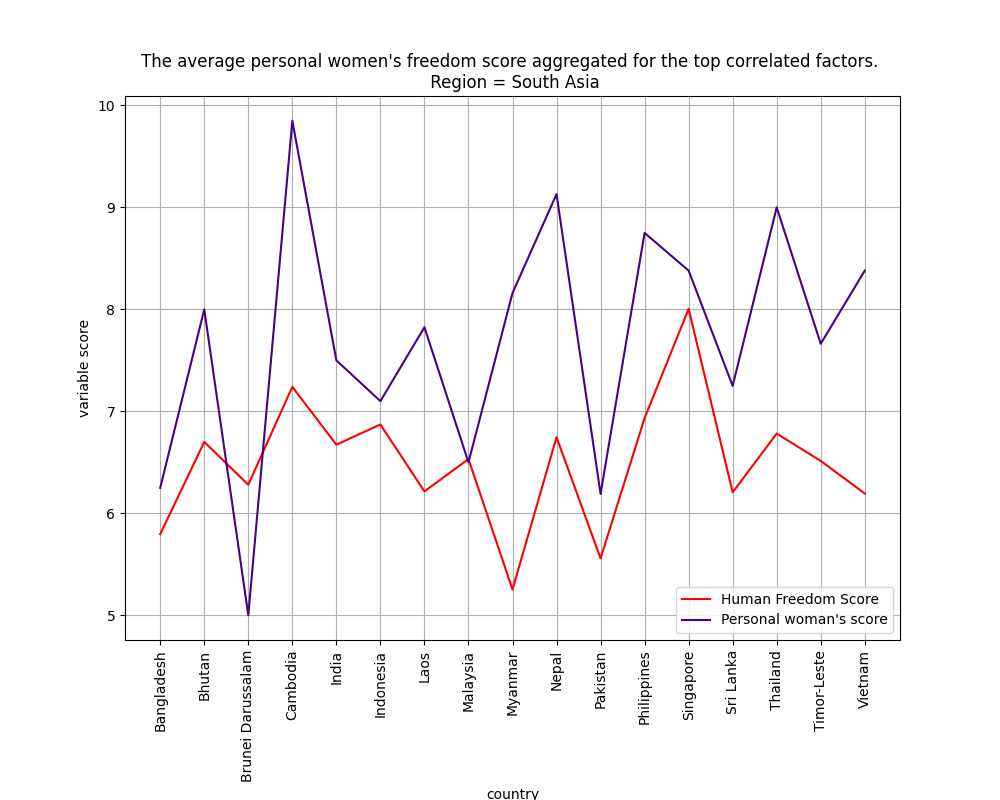 The average personal women's freedom score aggregated for the top correlated factors.
Region = South Asia
10
9
8
7
6
5
variable score
Human Freedom Score
Personal woman's score
Bangladesh
Bhutan
Brunei Darussalam
Cambodia
India
Indonesia
Laos
Malaysia
Myanmar
Nepal
Pakistan
Philippines
Singapore
Sri Lanka
Thailand
Timor-Leste
Vietnam
country